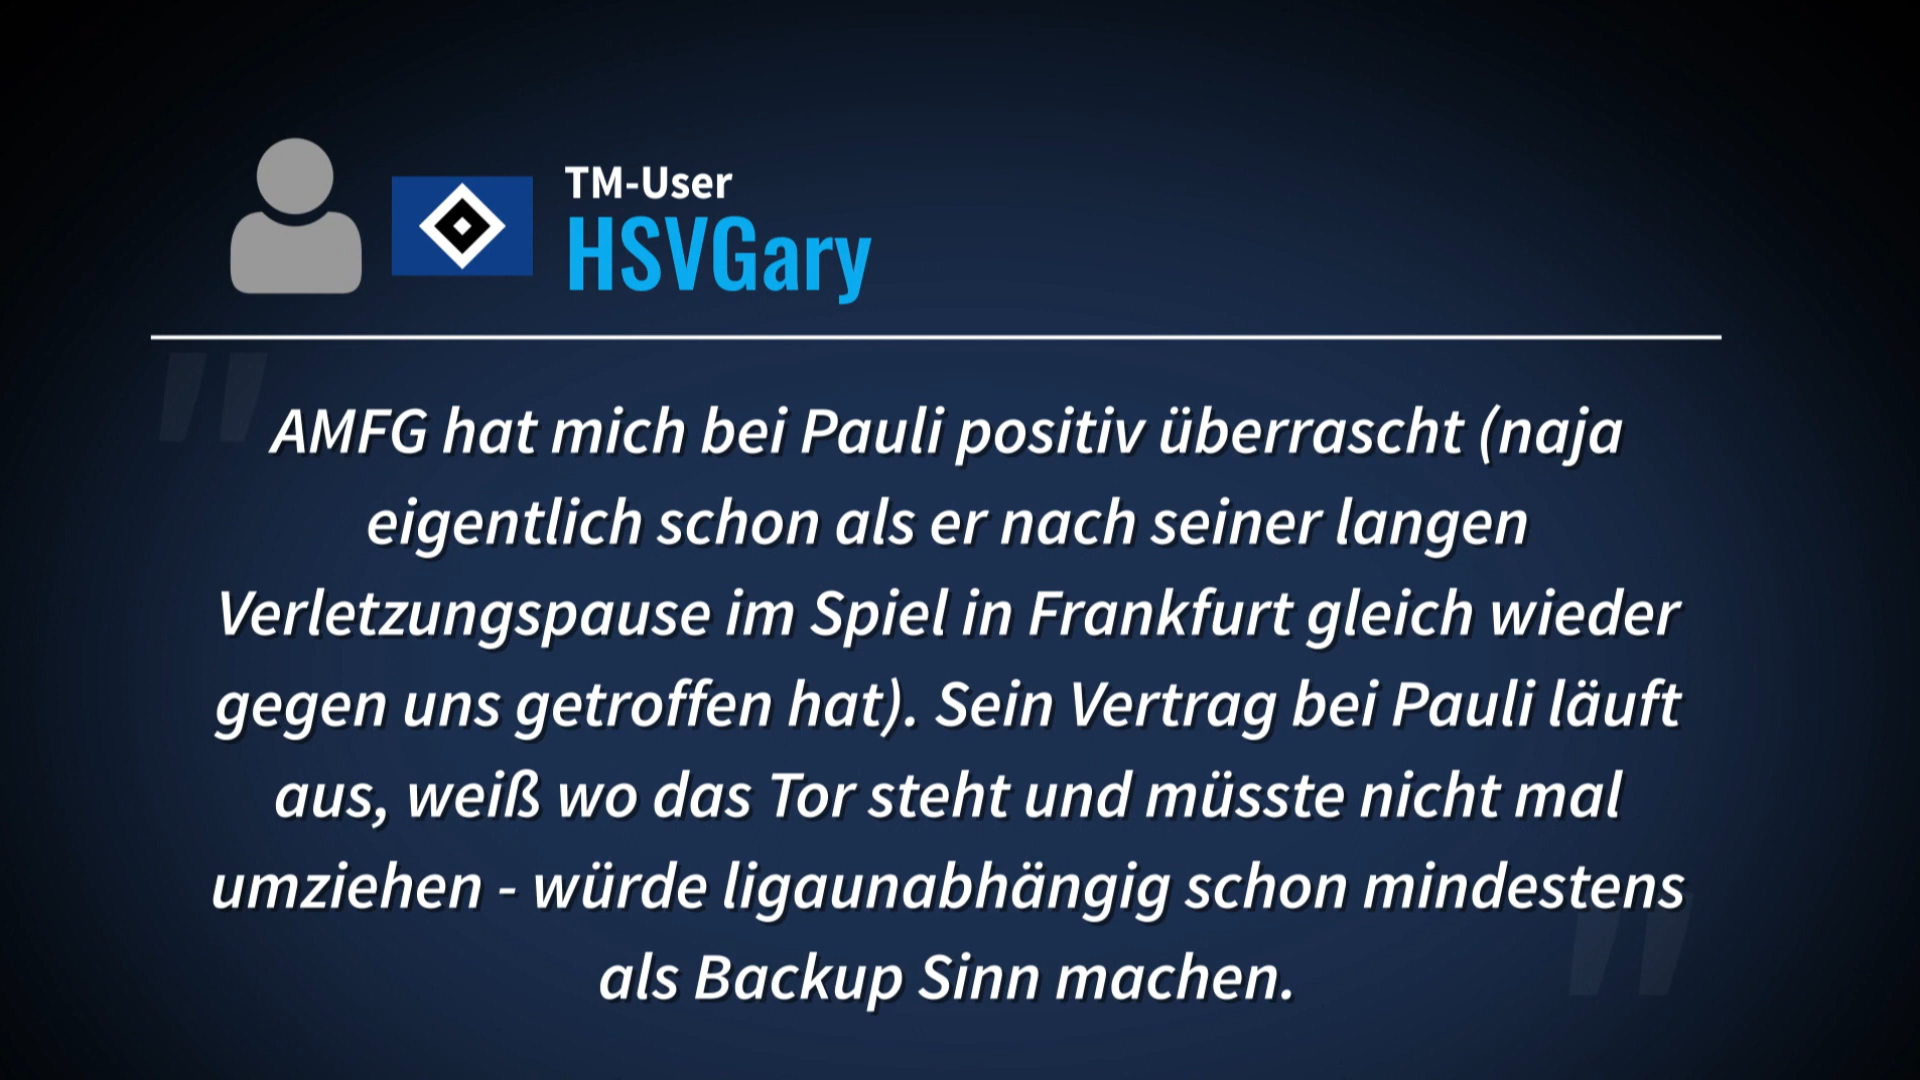 TM-User
HSVGary
"
AMFG hat mich bei Pauli positiv überrascht (naja
eigentlich schon als er nach seiner langen
Verletzungspause im Spiel in Frankfurt gleich wieder
gegen uns getroffen hat). Sein Vertrag bei Pauli läuft
aus, weiß wo das Tor steht und müsste nicht mal
umziehen - würde ligaunabhängig schon mindestens
als Backup Sinn machen.
"